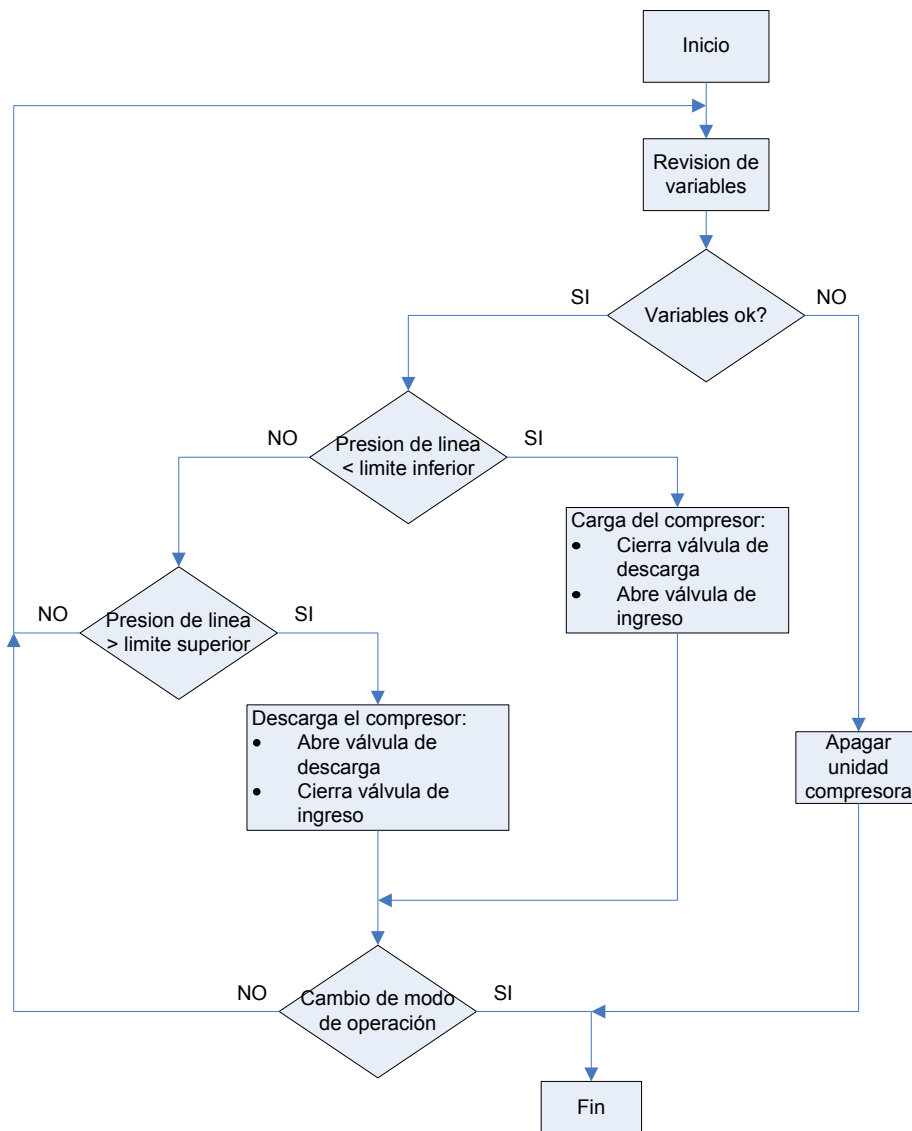 Inicio
Revision de
variables
SI
Variables ok?
NO
NO
Presion de linea
< limite inferior
SI
Carga del compresor:
• Cierra válvula de
descarga
• Abre válvula de
ingreso
NO
Presion de linea
> limite superior
SI
Descarga el compresor:
• Abre válvula de
descarga
• Cierra válvula de
ingreso
Apagar
unidad
compresora
NO
Cambio de modo
de operación
SI
Fin